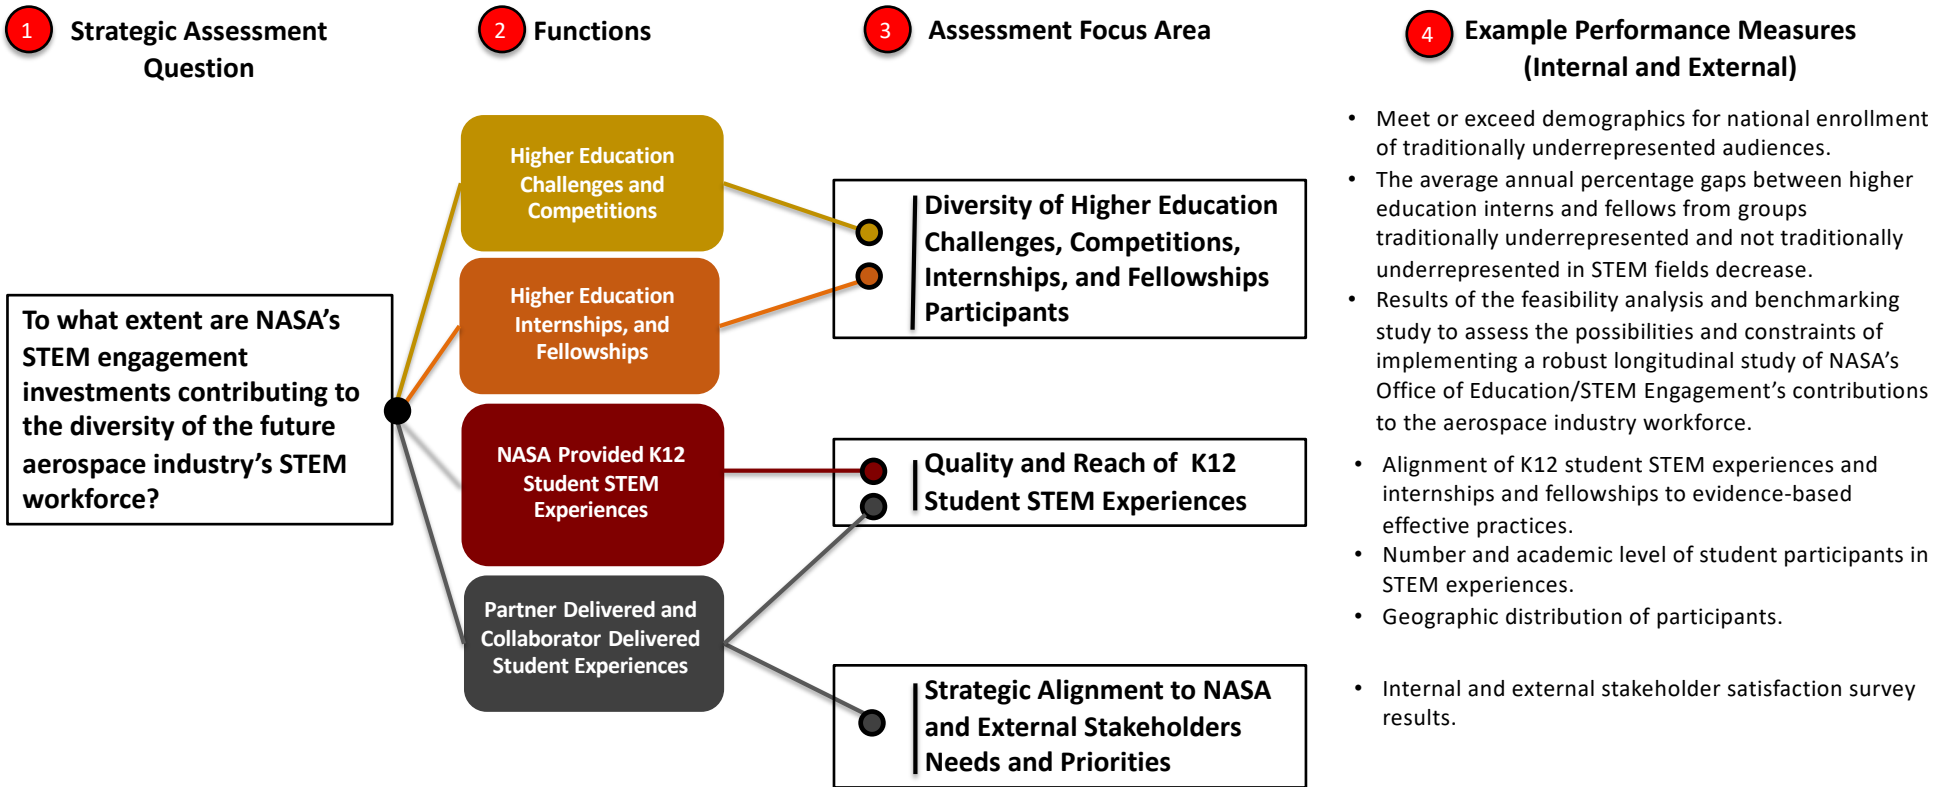 1
Strategic Assessment
Question
2
Functions
3
Assessment Focus Area
4
Example Performance Measures
(Internal and External)
To what extent are NASA’s
STEM engagement
investments contributing to
the diversity of the future
aerospace industry’s STEM
workforce?
Higher Education
Challenges and
Competitions
Higher Education
Internships, and
Fellowships
NASA Provided K12
Student STEM
Experiences
Partner Delivered and
Collaborator Delivered
Student Experiences
Diversity of Higher Education
Challenges, Competitions,
Internships, and Fellowships
Participants
Quality and Reach of K12
Student STEM Experiences
Strategic Alignment to NASA
and External Stakeholders
Needs and Priorities
• Meet or exceed demographics for national enrollment
of traditionally underrepresented audiences.
• The average annual percentage gaps between higher
education interns and fellows from groups
traditionally underrepresented and not traditionally
underrepresented in STEM fields decrease.
• Results of the feasibility analysis and benchmarking
study to assess the possibilities and constraints of
implementing a robust longitudinal study of NASA’s
Office of Education/STEM Engagement’s contributions
to the aerospace industry workforce.
• Alignment of K12 student STEM experiences and
internships and fellowships to evidence-based
effective practices.
• Number and academic level of student participants in
STEM experiences.
• Geographic distribution of participants.
• Internal and external stakeholder satisfaction survey
results.